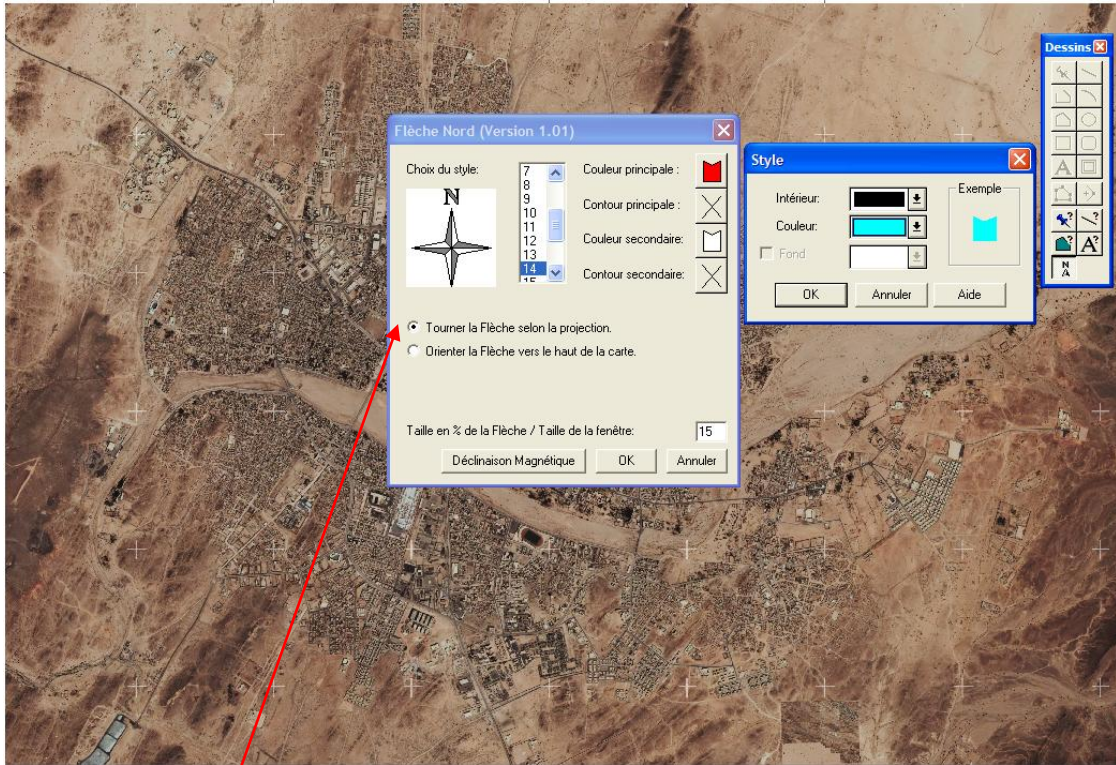 Dessins
Flèche Nord (Version 1.01)
Choix du style:
N
7
8
9
10
11
12
13
14
15
Couleur principale :
Contour principale :
Couleur secondaire:
Contour secondaire:
Tourner la Flèche selon la projection.
Orienter la Flèche vers le haut de la carte.
Taille en % de la Flèche / Taille de la fenêtre:
15
Déclinaison Magnétique
OK
Annuler
Style
Intérieur:
Couleur:
Fond
Exemple
OK
Annuler
Aide
A
?
?
?
A?
N
A